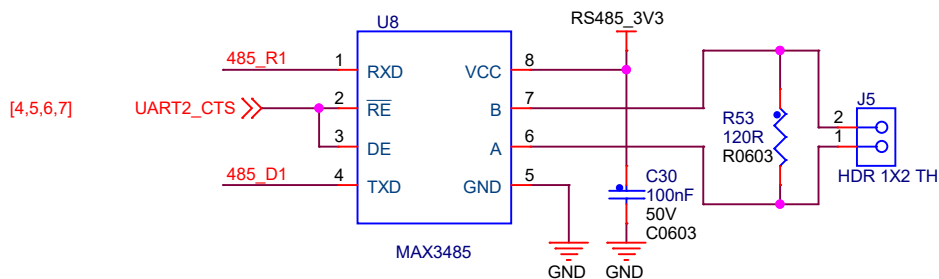 U8
RS485_3V3
485_R1 1 RXD VCC 8
[4,5,6,7] UART2_CTS 2 RE B 7
3 DE A 6
485_D1 4 TXD GND 5
R53
120R
R0603
J5
2
1
HDR 1X2 TH
C30
100nF
50V
C0603
MAX3485
GND GND